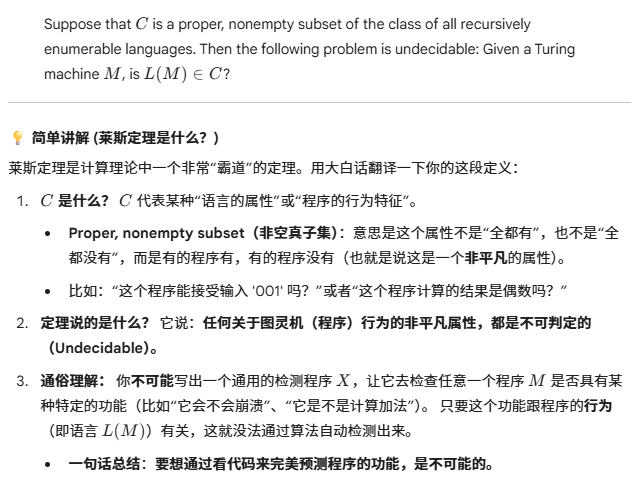 Suppose that C is a proper, nonempty subset of the class of all recursively
enumerable languages. Then the following problem is undecidable: Given a Turing
machine M, is L(M) ∈ C?
💡 简单讲解 (莱斯定理是什么？)
莱斯定理是计算理论中一个非常“霸道”的定理。用大白话翻译一下你的这段定义：
1. C 是什么？ C 代表某种“语言的属性”或“程序的行为特征”。
• Proper, nonempty subset（非空真子集）：意思是这个属性不是“全都有”，也不是“全
都没有”，而是有的程序有，有的程序没有（也就是说这是一个非平凡的属性）。
• 比如：“这个程序能接受输入 '001' 吗？”或者“这个程序计算的结果是偶数吗？”
2. 定理说的是什么？ 它说：任何关于图灵机（程序）行为的非平凡属性，都是不可判定的
（Undecidable）。
3. 通俗理解： 你不可能写出一个通用的检测程序 X，让它去检查任意一个程序 M 是否具有某
种特定的功能（比如“它会不会崩溃”、“它是不是计算加法”）。 只要这个功能跟程序的行为
（即语言 L(M)）有关，这就没法通过算法自动检测出来。
• 一句话总结：要想通过看代码来完美预测程序的功能，是不可能的。